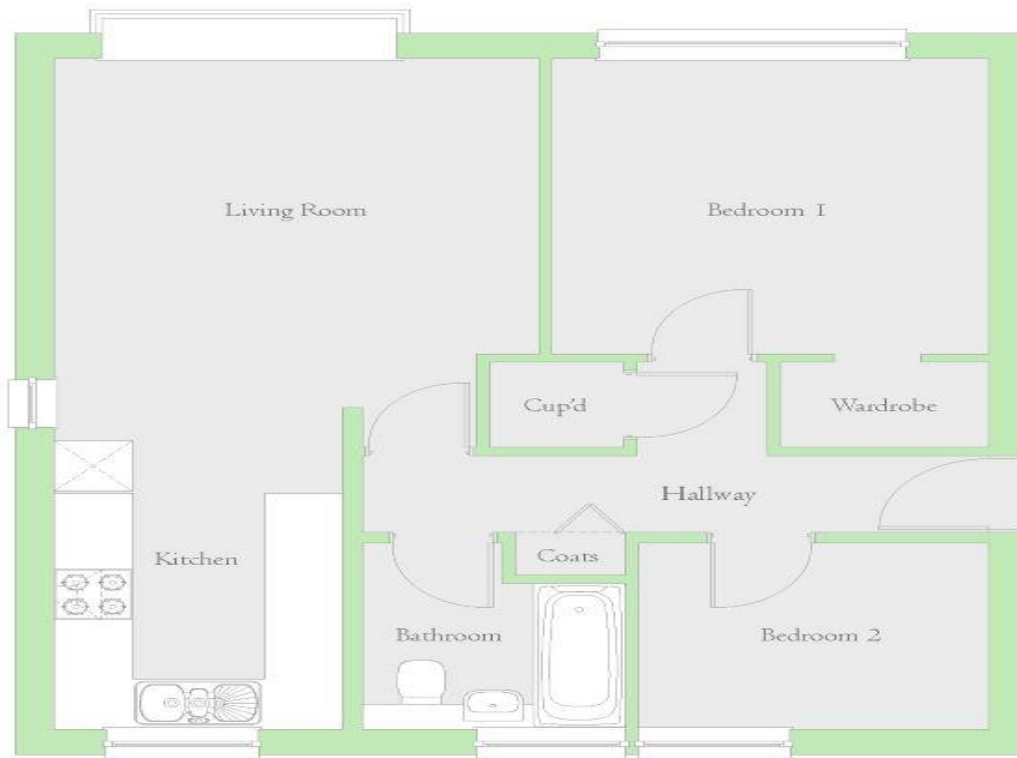 Living Room
Bedroom 1
Cup'd
Wardrobe
Hallway
Kitchen
Coats
Bathroom
Bedroom 2